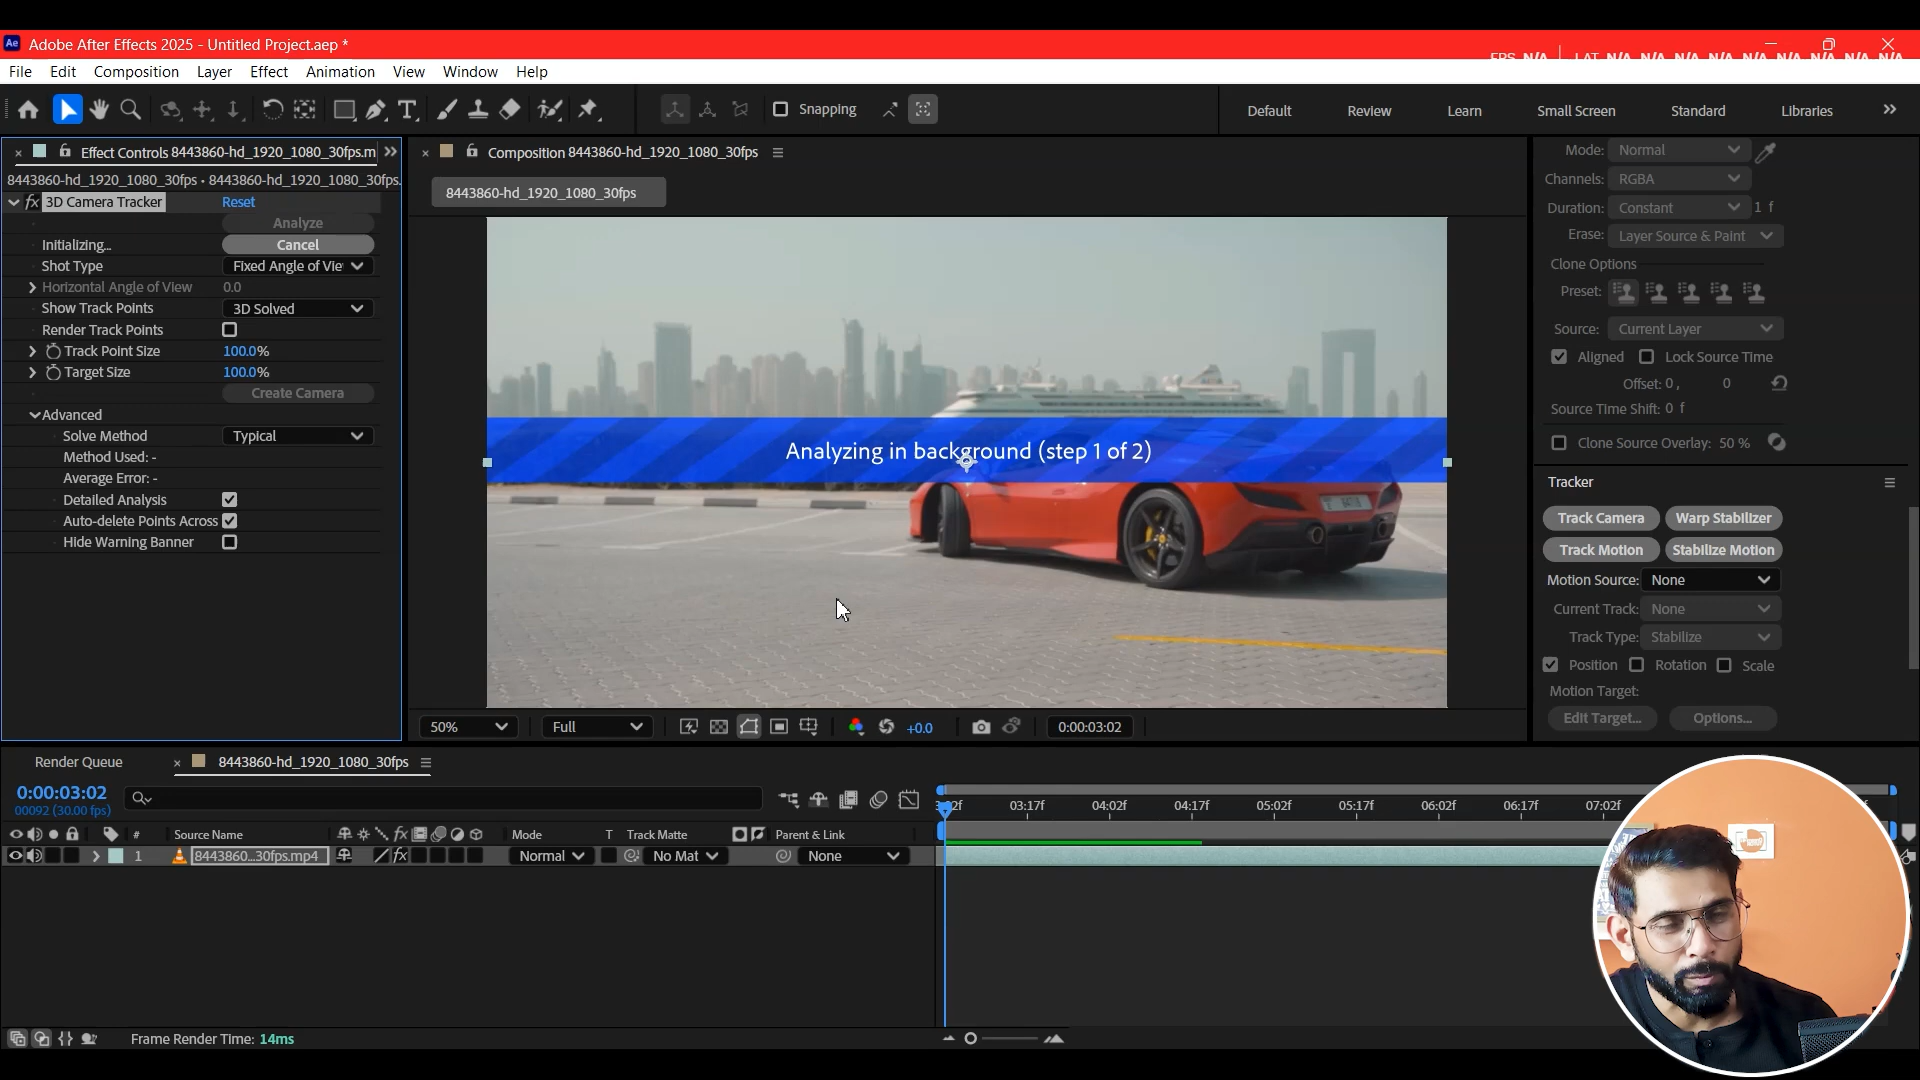 Ae Adobe After Effects 2025 - Untitled Project.aep *
FPS N/A LAT N/A N/A N/A N/A N/A N/A N/A N/A N/A
File Edit Composition Layer Effect Animation View Window Help
Snapping
Default Review Learn Small Screen Standard Libraries
Effect Controls 8443860-hd_1920_1080_30fps.m
8443860-hd_1920_1080_30fps • 8443860-hd_1920_1080_30fps.
fx 3D Camera Tracker Reset
Analyze
Initializing... Cancel
Shot Type Fixed Angle of Vie
Horizontal Angle of View 0.0
Show Track Points 3D Solved
Render Track Points
Track Point Size 100.0%
Target Size 100.0%
Create Camera
Advanced
Solve Method Typical
Method Used: -
Average Error: -
Detailed Analysis
Auto-delete Points Across
Hide Warning Banner
Composition 8443860-hd_1920_1080_30fps
8443860-hd_1920_1080_30fps
Analyzing in background (step 1 of 2)
50% Full +0.0 0:00:03:02
Mode: Normal
Channels: RGBA
Duration: Constant 1 f
Erase: Layer Source & Paint
Clone Options
Preset:
Source: Current Layer
Aligned Lock Source Time
Offset: 0 , 0
Source Time Shift: 0 f
Clone Source Overlay: 50 %
Tracker
Track Camera Warp Stabilizer
Track Motion Stabilize Motion
Motion Source: None
Current Track: None
Track Type: Stabilize
Position Rotation Scale
Motion Target:
Edit Target... Options...
Render Queue 8443860-hd_1920_1080_30fps
0:00:03:02
00092 (30.00 fps)
03:17f 04:02f 04:17f 05:02f 05:17f 06:02f 06:17f 07:02f
# Source Name fx Mode T Track Matte Parent & Link
1 8443860...30fps.mp4 fx Normal No Mat None
Frame Render Time: 14ms